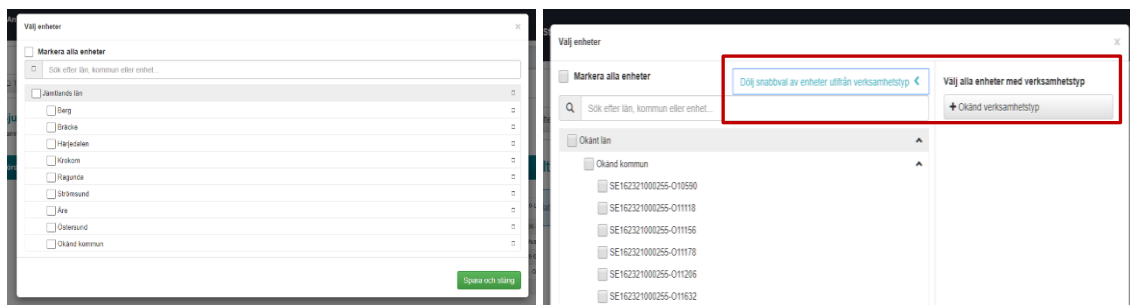 Välj enheter
x
Markera alla enheter
Sök efter län, kommun eller enhet...
Jämtlands län
Berg
Bräcke
Härjedalen
Krokom
Ragunda
Strömsund
Åre
Östersund
Okänd kommun
Spara och stäng
Välj enheter
x
Markera alla enheter
Dölj snabbval av enheter utifrån verksamhetstyp
Välj alla enheter med verksamhetstyp
Sök efter län, kommun eller enhet...
+ Okänd verksamhetstyp
Okänt län
Okänd kommun
SE162321000255-O10590
SE162321000255-O11118
SE162321000255-O11156
SE162321000255-O11178
SE162321000255-O11206
SE162321000255-O11632